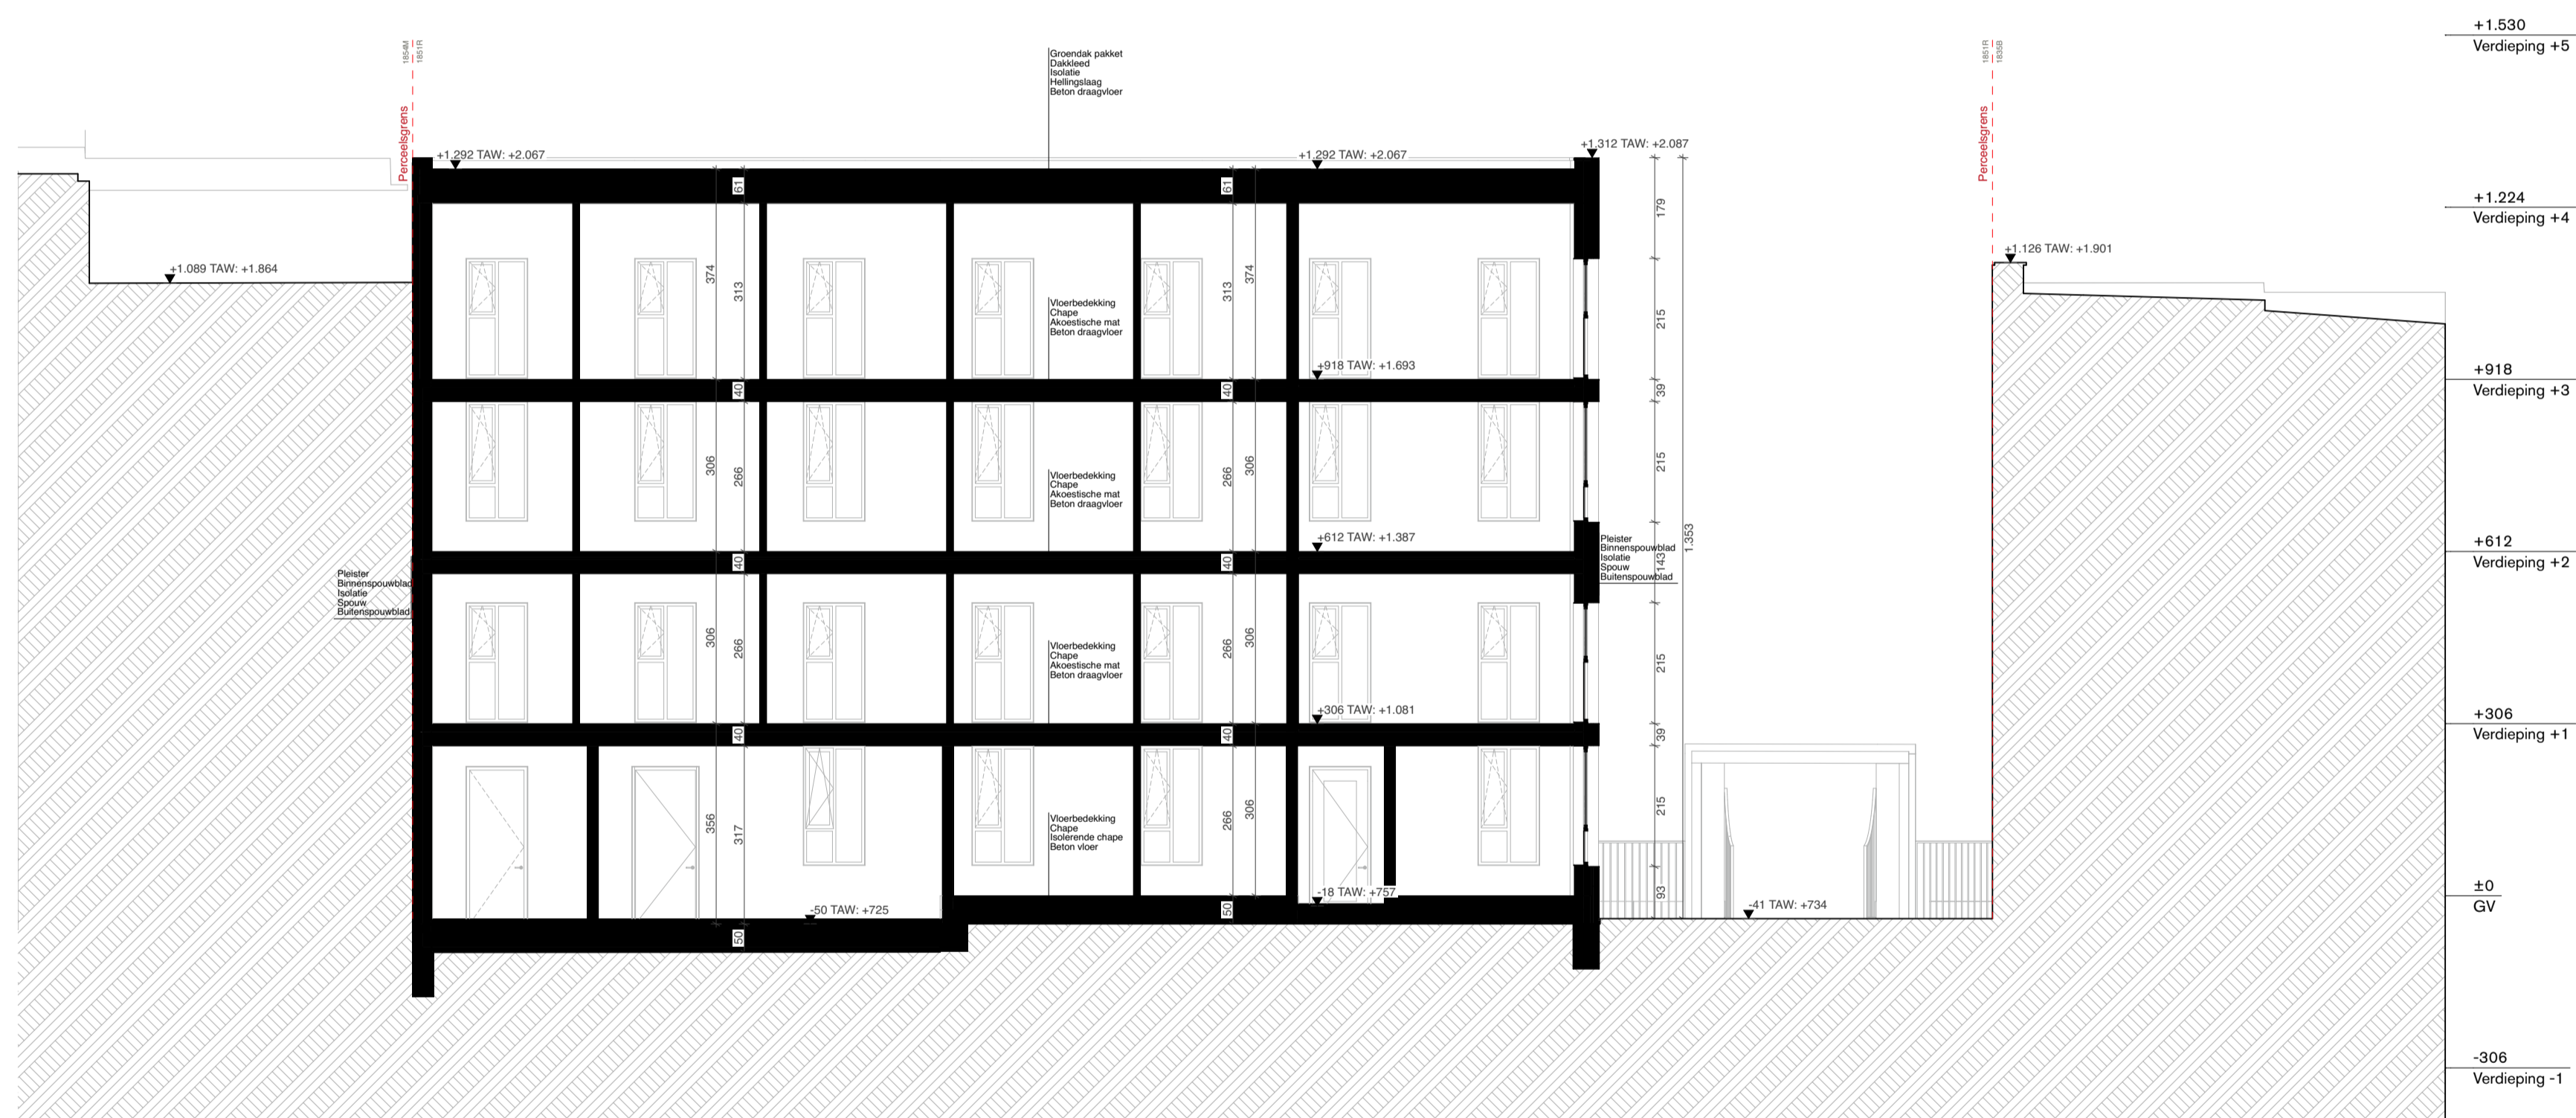 +1.530
Verdieping +5
1854M
1851R
Perceelsgrens
Groendak pakket
Dakkleed
Isolatie
Hellingslaag
Beton draagvloer
1851R
1835B
Perceelsgrens
+1.292 TAW: +2.067
+1.292 TAW: +2.067
+1.312 TAW: +2.087
61
61
179
+1.224
Verdieping +4
+1.089 TAW: +1.864
+1.126 TAW: +1.901
374
313
313
374
215
Vloerbedekking
Chape
Akoestische mat
Beton draagvloer
+918 TAW: +1.693
+918
Verdieping +3
40
40
39
306
266
266
306
215
Vloerbedekking
Chape
Akoestische mat
Beton draagvloer
+612 TAW: +1.387
1.353
+612
Verdieping +2
40
40
143
Pleister
Binnenspouwblad
Isolatie
Spouw
Buitenspouwblad
Pleister
Binnenspouwblad
Isolatie
Spouw
Buitenspouwblad
306
266
266
306
215
Vloerbedekking
Chape
Akoestische mat
Beton draagvloer
+306 TAW: +1.081
+306
Verdieping +1
40
40
39
356
317
266
306
215
Vloerbedekking
Chape
Isolerende chape
Beton vloer
-18 TAW: +757
93
±0
GV
-50 TAW: +725
-41 TAW: +734
50
50
-306
Verdieping -1